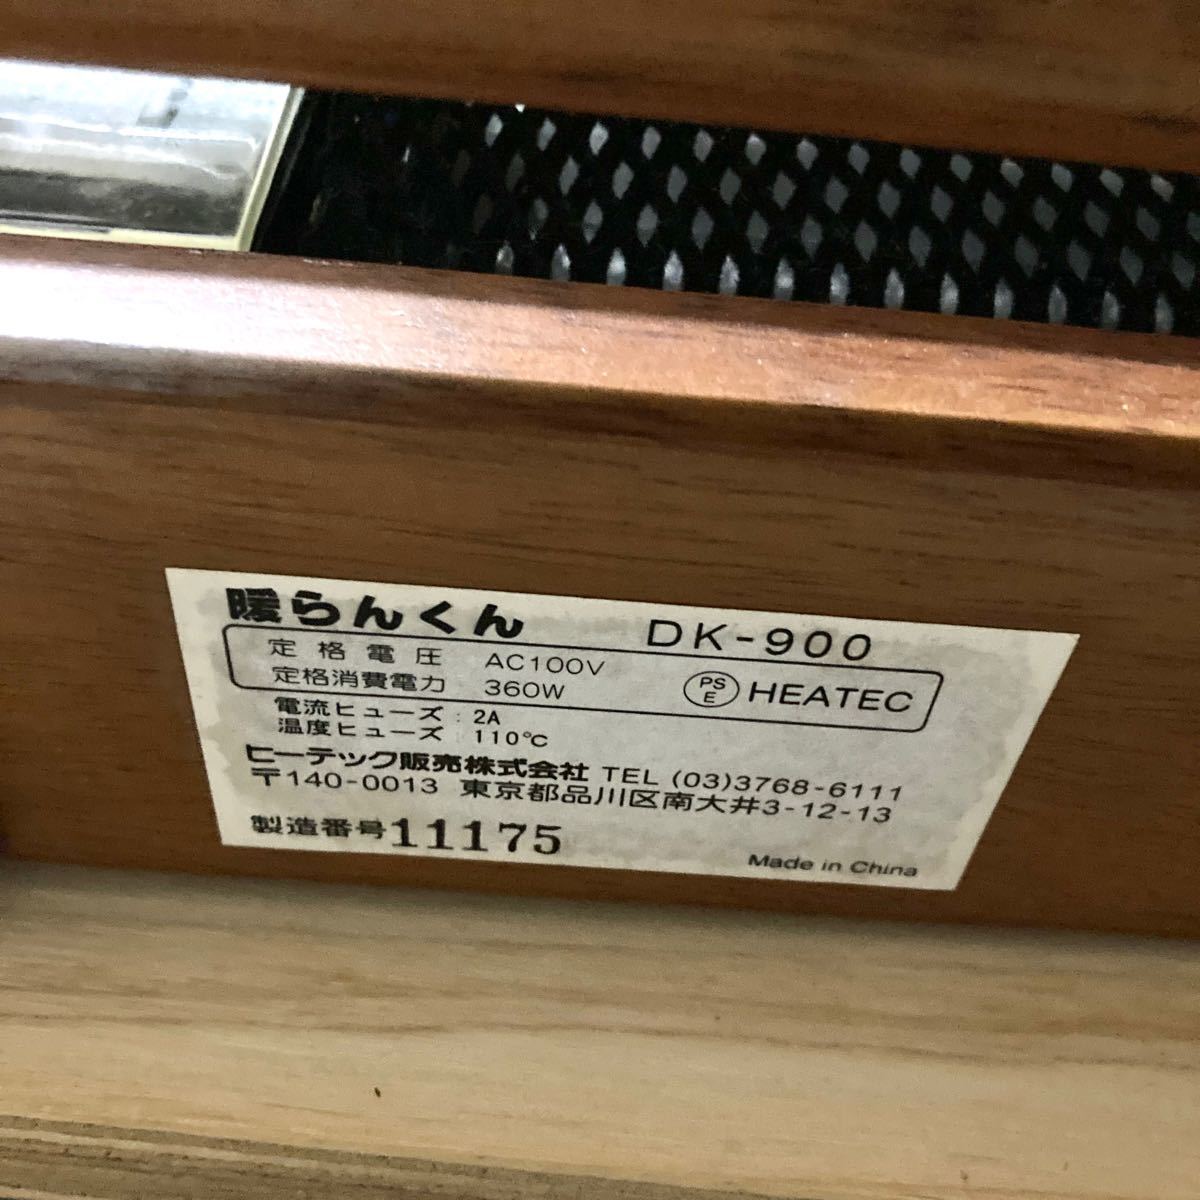 暖らんくん DK-900
定格電圧 AC100V
定格消費電力 360W PSE HEATEC
電流ヒューズ : 2A
温度ヒューズ : 110℃
ヒーテック販売株式会社 TEL (03)3768-6111
〒140-0013 東京都品川区南大井3-12-13
製造番号11175
Made in China